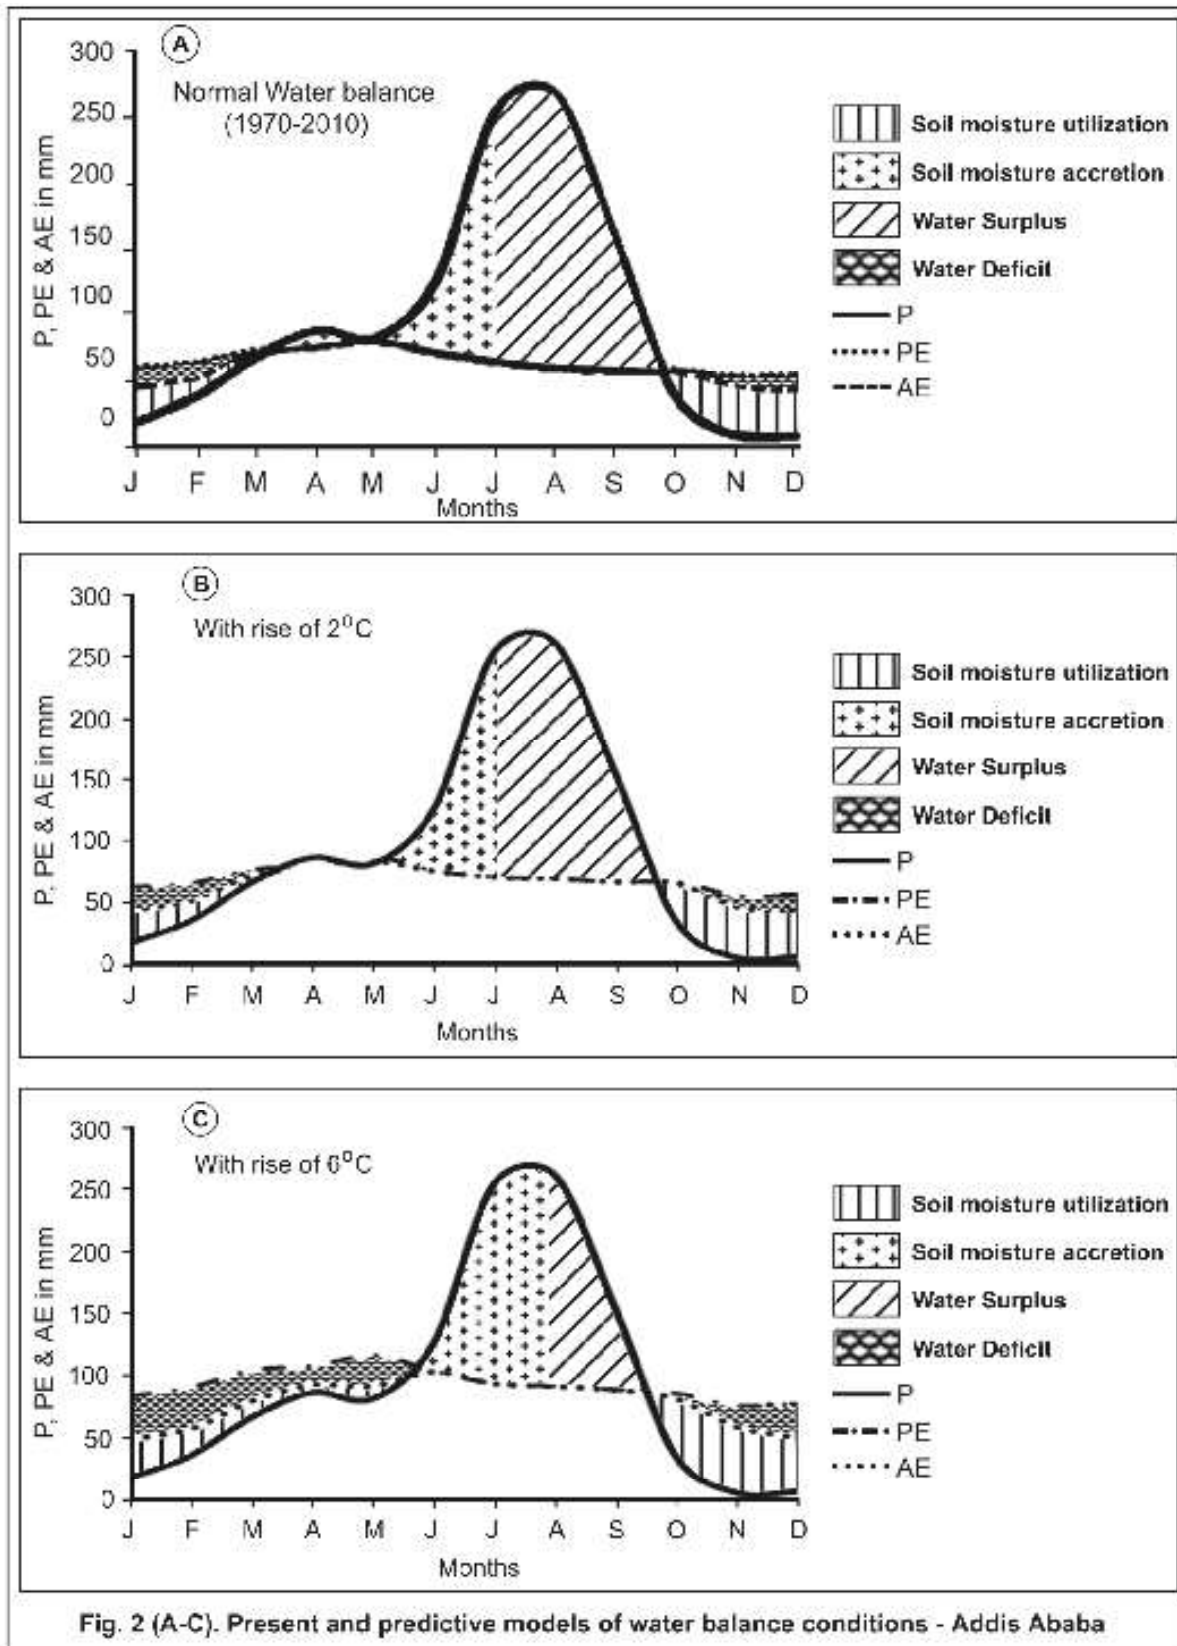 A
Normal Water balance
(1970-2010)
P, PE & AE in mm
300
250
200
150
100
50
0
J F M A M J J A S O N D
Months
Soil moisture utilization
Soil moisture accretion
Water Surplus
Water Deficit
P
PE
AE
B
With rise of 2⁰C
P, PE & AE in mm
300
250
200
150
100
50
0
J F M A M J J A S O N D
Months
Soil moisture utilization
Soil moisture accretion
Water Surplus
Water Deficit
P
PE
AE
C
With rise of 6⁰C
P, PE & AE in mm
300
250
200
150
100
50
0
J F M A M J J A S O N D
Months
Soil moisture utilization
Soil moisture accretion
Water Surplus
Water Deficit
P
PE
AE
Fig. 2 (A-C). Present and predictive models of water balance conditions - Addis Ababa